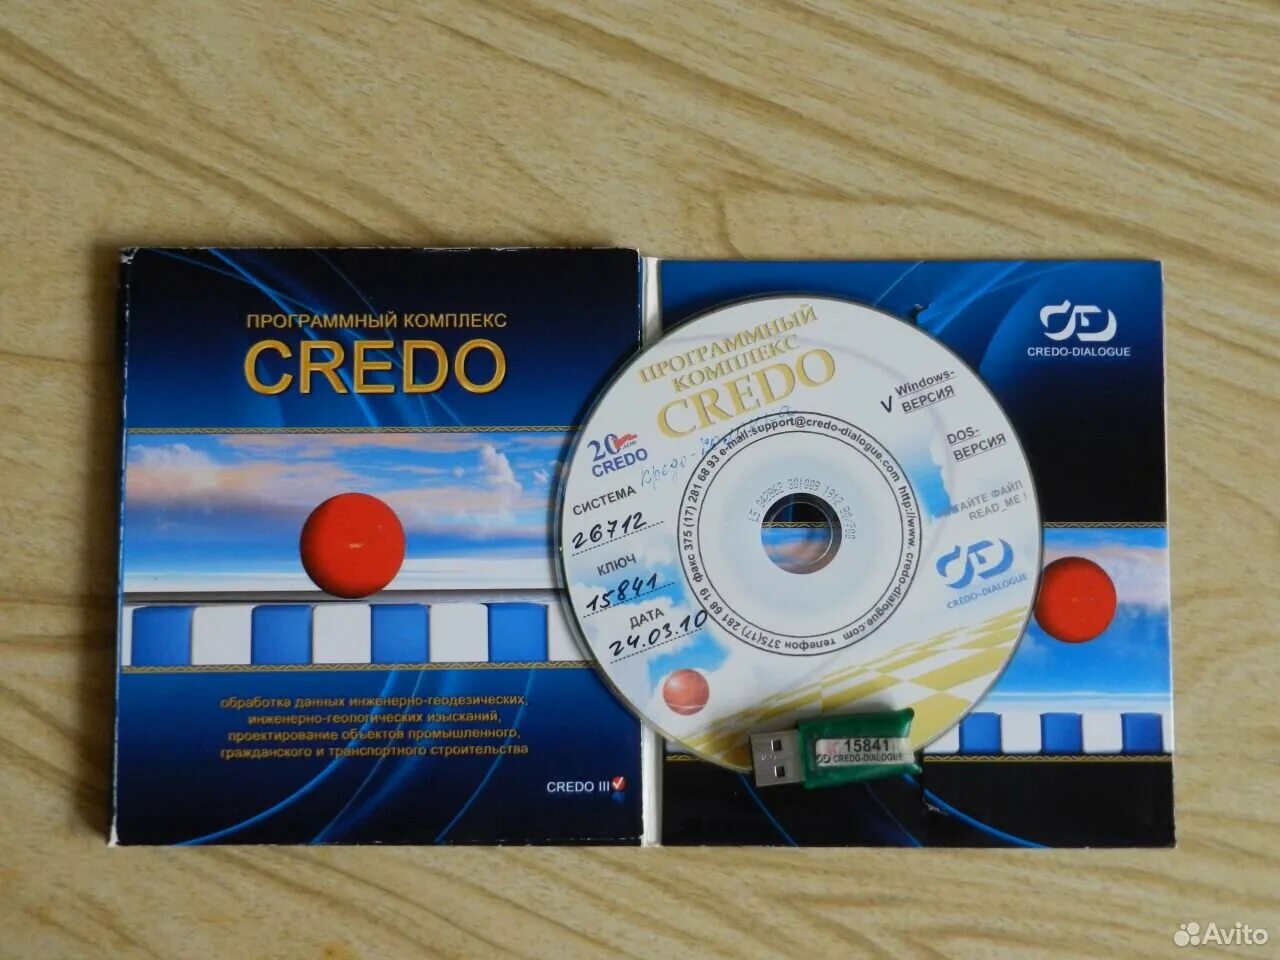 ПРОГРАММНЫЙ КОМПЛЕКС
CREDO
обработка данных инженерно-геодезических,
инженерно-геологических изысканий,
проектирование объектов промышленного,
гражданского и транспортного строительства
CREDO III
CREDO-DIALOGUE
ПРОГРАММНЫЙ
КОМПЛЕКС
CREDO
20 лет
CREDO
V Windows-
ВЕРСИЯ
DOS-
ВЕРСИЯ
ФАЙЛ
READ_ME !
СИСТЕМА кредо-
26712
КЛЮЧ
15841
ДАТА
24.03.10
телефон 375(17) 281 68 19 факс 375 (17) 281 68 93 e-mail:support@credo-dialogue.com http://www. credo-dialogue.com
CREDO-DIALOGUE
15841
CREDO-DIALOGUE
Avito